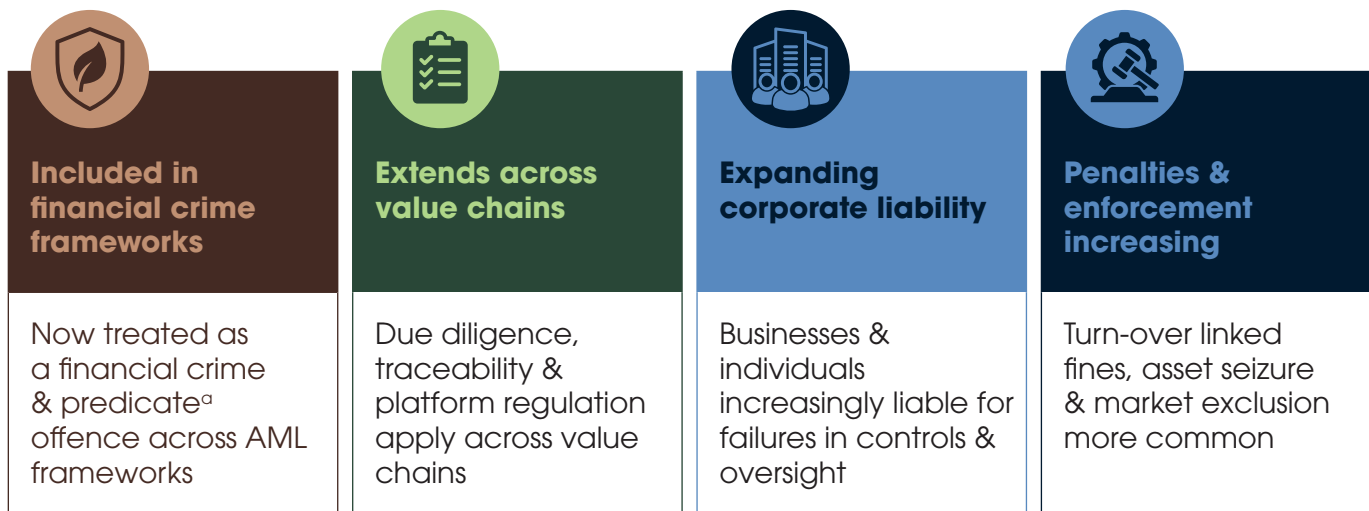 Included in
financial crime
frameworks
Now treated as
a financial crime
& predicateᵃ
offence across AML
frameworks
Extends across
value chains
Due diligence,
traceability &
platform regulation
apply across value
chains
Expanding
corporate liability
Businesses &
individuals
increasingly liable for
failures in controls &
oversight
Penalties &
enforcement
increasing
Turn-over linked
fines, asset seizure
& market exclusion
more common